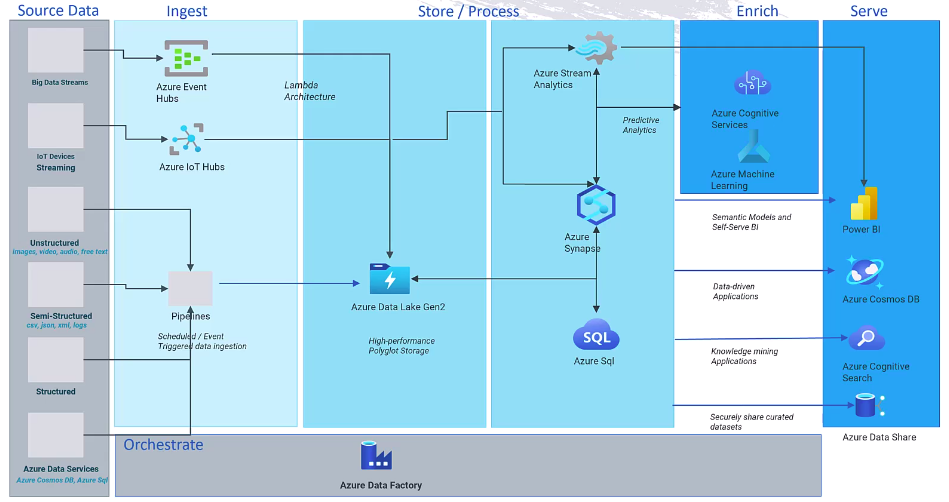 Source Data
Ingest
Store / Process
Enrich
Serve
Big Data Streams
IoT Devices
Streaming
Unstructured
images, video, audio, free text
Semi-Structured
csv, json, xml, logs
Structured
Azure Data Services
Azure Cosmos DB, Azure Sql
Azure Event
Hubs
Azure IoT Hubs
Pipelines
Scheduled / Event
Triggered data ingestion
Lambda
Architecture
Azure Data Lake Gen2
High-performance
Polyglot Storage
Azure Stream
Analytics
Predictive
Analytics
Azure
Synapse
SQL
Azure Sql
Azure Cognitive
Services
Azure Machine
Learning
Semantic Models and
Self-Serve BI
Data-driven
Applications
Knowledge mining
Applications
Securely share curated
datasets
Power BI
Azure Cosmos DB
Azure Cognitive
Search
Azure Data Share
Orchestrate
Azure Data Factory